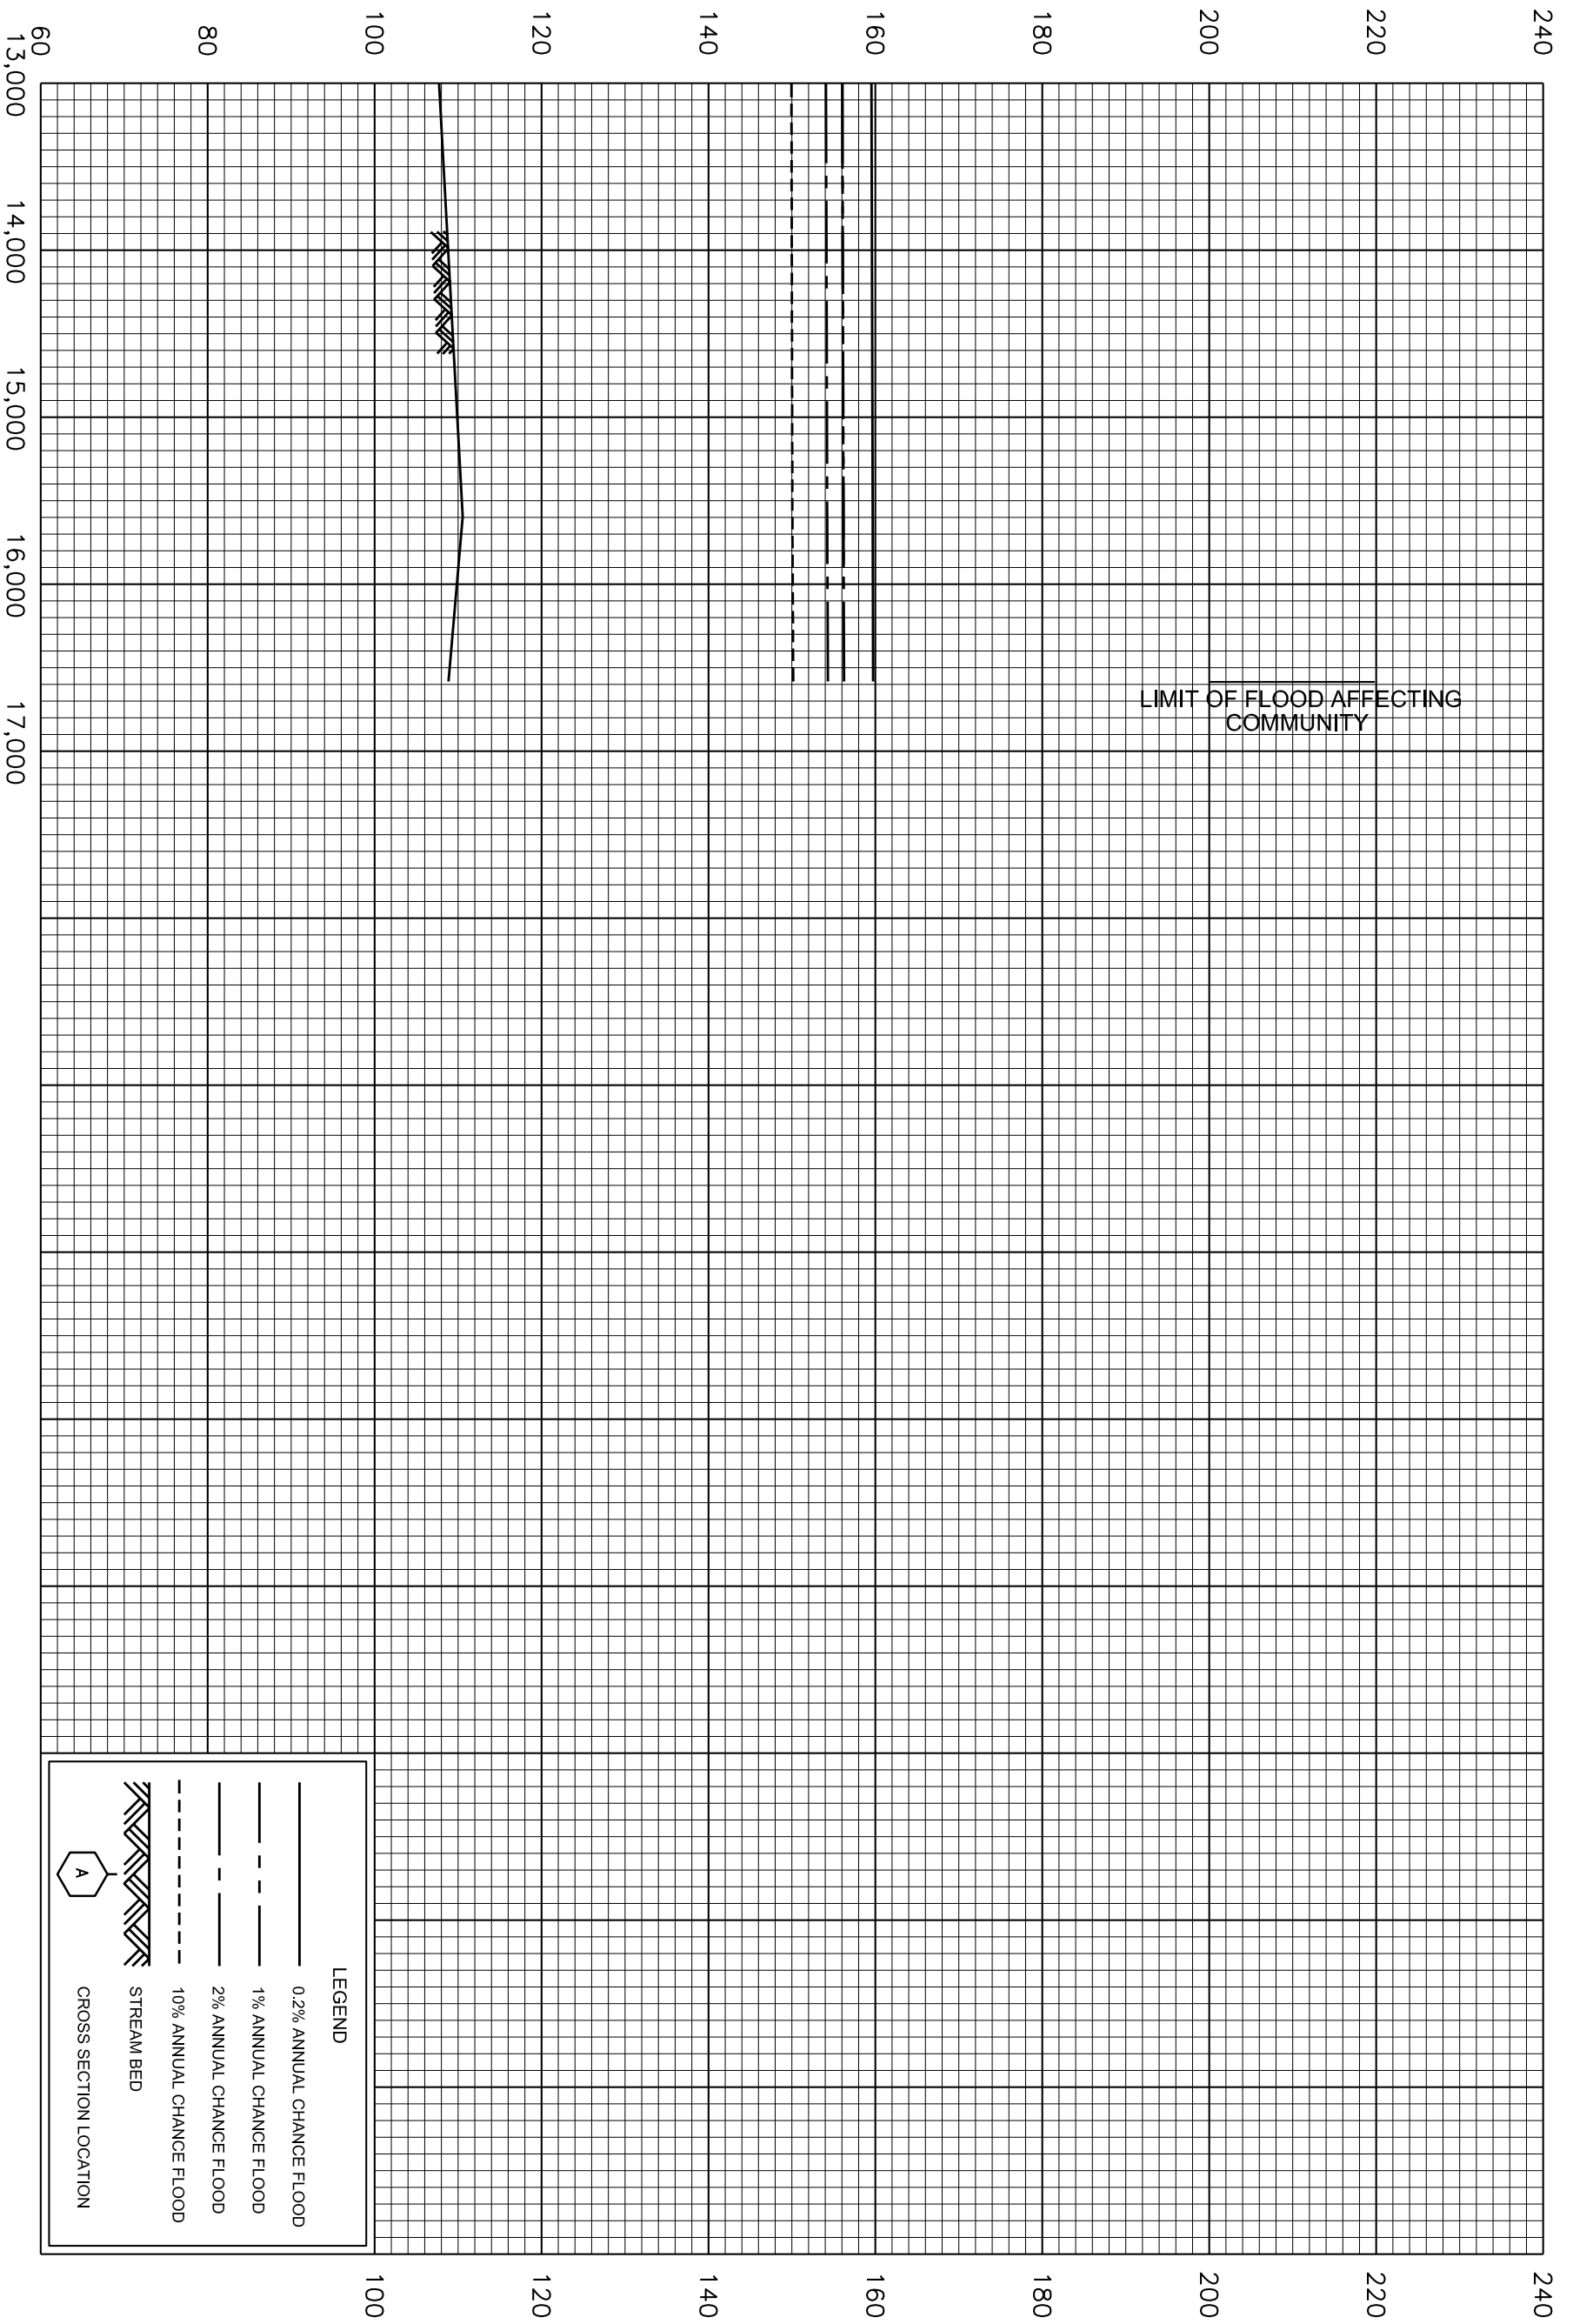 240
220
200
180
160
140
120
100
80
60
13,000
14,000
15,000
16,000
17,000
LIMIT OF FLOOD AFFECTING
COMMUNITY
LEGEND
0.2% ANNUAL CHANCE FLOOD
1% ANNUAL CHANCE FLOOD
2% ANNUAL CHANCE FLOOD
10% ANNUAL CHANCE FLOOD
STREAM BED
A
CROSS SECTION LOCATION
240
220
200
180
160
140
120
100